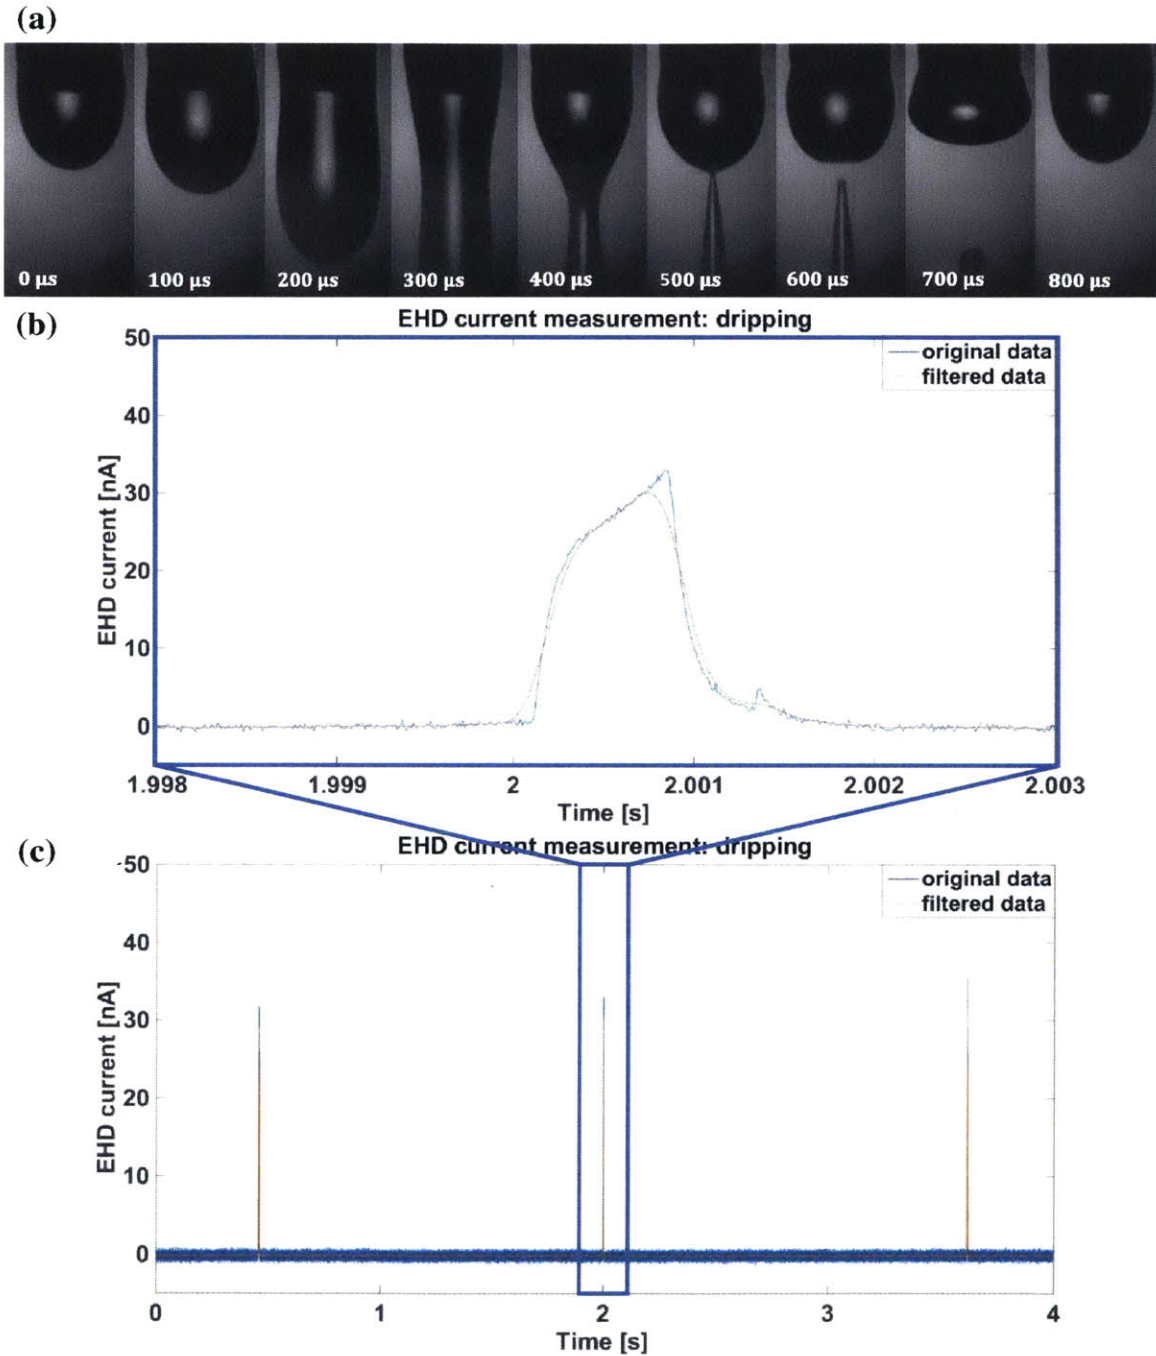 (a)
0 μs 100 μs 200 μs 300 μs 400 μs 500 μs 600 μs 700 μs 800 μs
(b)
EHD current measurement: dripping
original data
filtered data
EHD current [nA]
50
40
30
20
10
0
1.998 1.999 2 2.001 2.002 2.003
Time [s]
(c)
EHD current measurement: dripping
original data
filtered data
EHD current [nA]
50
40
30
20
10
0
0 1 2 3 4
Time [s]